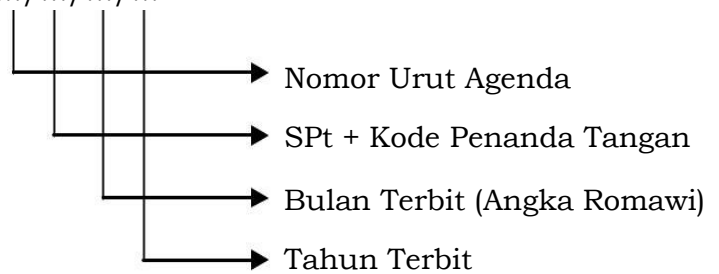 Nomor Urut Agenda
SPt + Kode Penanda Tangan
Bulan Terbit (Angka Romawi)
Tahun Terbit